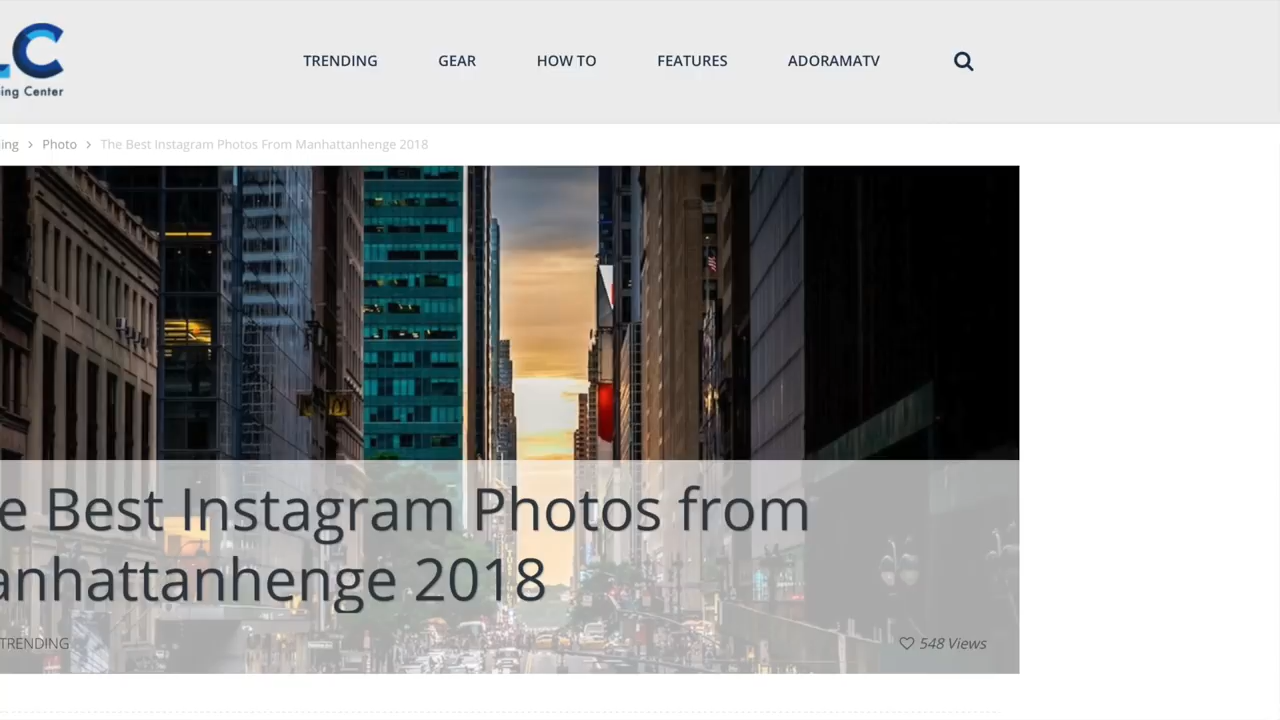 LC
ing Center
TRENDING GEAR HOW TO FEATURES ADORAMATV
ing > Photo > The Best Instagram Photos From Manhattanhenge 2018
e Best Instagram Photos from
anhattanhenge 2018
TRENDING
548 Views